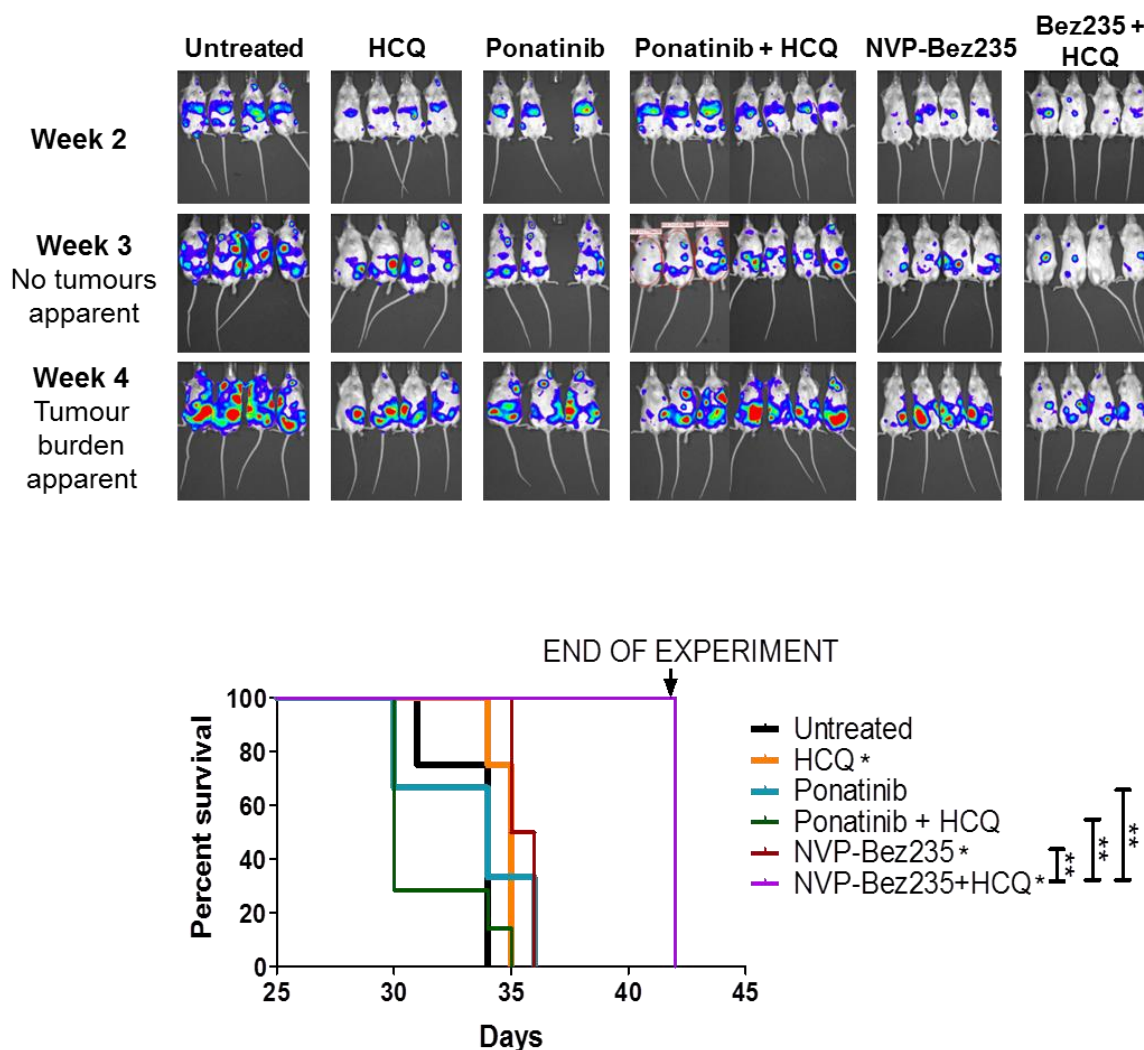 Untreated
HCQ
Ponatinib
Ponatinib + HCQ
NVP-Bez235
Bez235 +
HCQ
Week 2
Week 3
No tumours
apparent
Week 4
Tumour
burden
apparent
END OF EXPERIMENT
Percent survival
100
80
60
40
20
0
25
30
35
40
45
Days
Untreated
HCQ *
Ponatinib
Ponatinib + HCQ
NVP-Bez235 *
NVP-Bez235+HCQ *
**
**
**